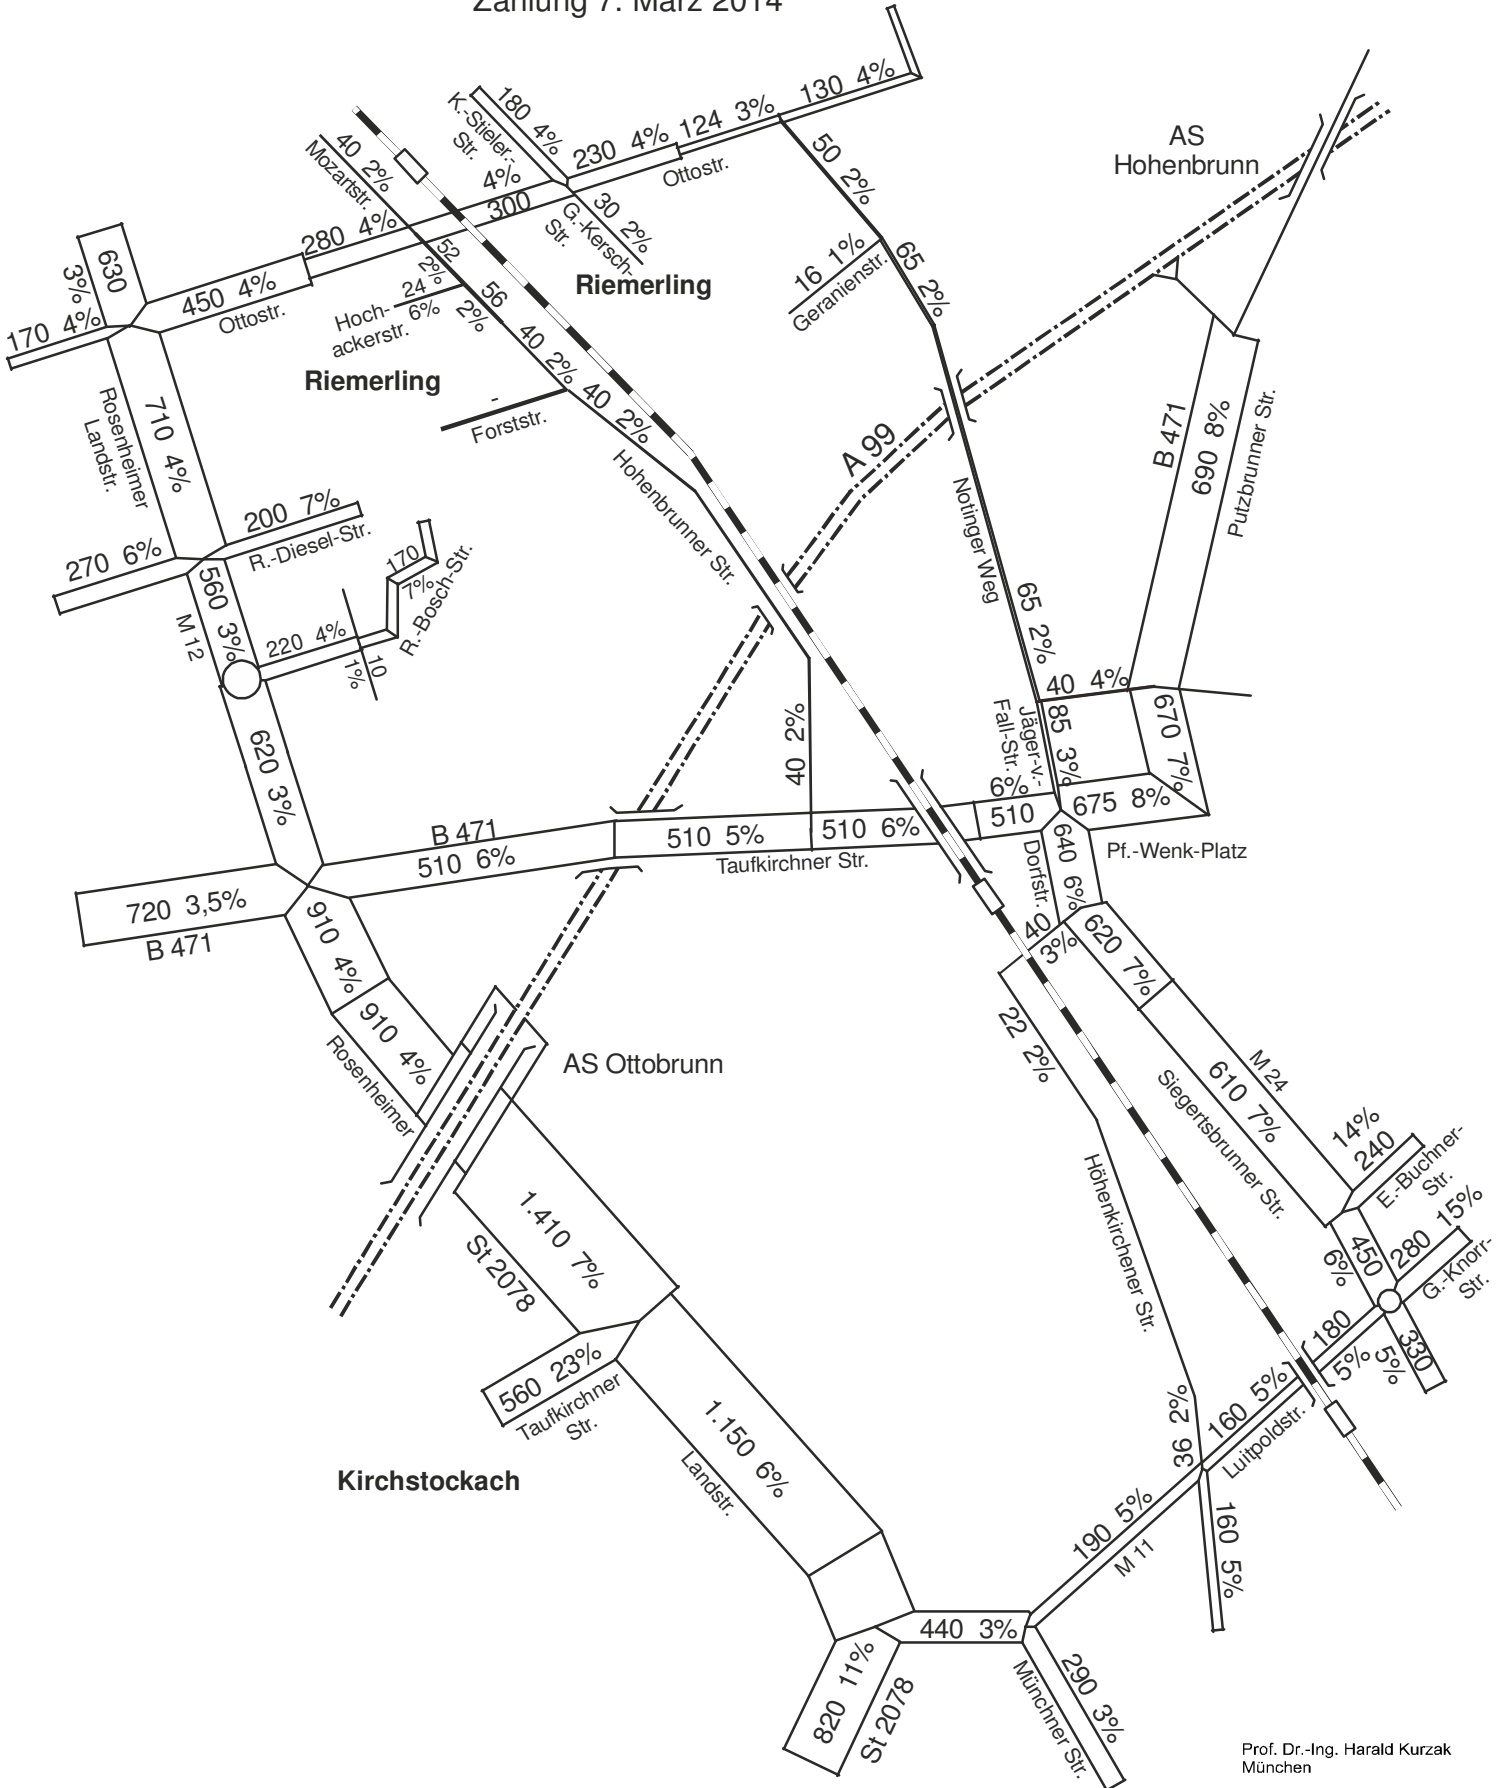 Zählung 7. März 2014
130 4%
124 3%
230 4%
180 4%
K.-Stieler.-
Str.
Ottostr.
40 2%
Mozartstr.
4%
300
30 2%
G.-Kersch-
Str.
50 2%
AS
Hohenbrunn
280 4%
630
3%
450 4%
Ottostr.
170 4%
52
2%
56
2%
24
6%
Hoch-
ackerstr.
Riemerling
16 1%
Geranienstr.
65 2%
Riemerling
40 2%
40 2%
-
Forststr.
Hohenbrunner Str.
Rosenheimer
Landstr.
710 4%
A 99
B 471
690 8%
Putzbrunner Str.
Notinger Weg
200 7%
R.-Diesel-Str.
270 6%
560 3%
M 12
170
7%
R.-Bosch-Str.
220 4%
1%
10
65 2%
40 4%
Jäger-v.-
Fall-Str.
85 3%
670 7%
620 3%
40 2%
6%
510
675 8%
B 471
510 6%
510 5%
510 6%
Taufkirchner Str.
Dorfstr.
640 6%
Pf.-Wenk-Platz
720 3,5%
B 471
910 4%
910 4%
Rosenheimer
40
3%
620 7%
22 2%
AS Ottobrunn
M 24
610 7%
Siegertsbrunner Str.
14%
240
E.-Buchner-
Str.
15%
280
G.-Knorr-
Str.
450
6%
Höhenkirchener Str.
1.410 7%
St 2078
180
5%
5%
330
560 23%
Taufkirchner
Str.
160 5%
Luitpoldstr.
36 2%
1.150 6%
Landstr.
Kirchstockach
190 5%
M 11
160 5%
440 3%
820 11%
St 2078
Münchner Str.
290 3%
Prof. Dr.-Ing. Harald Kurzak
München